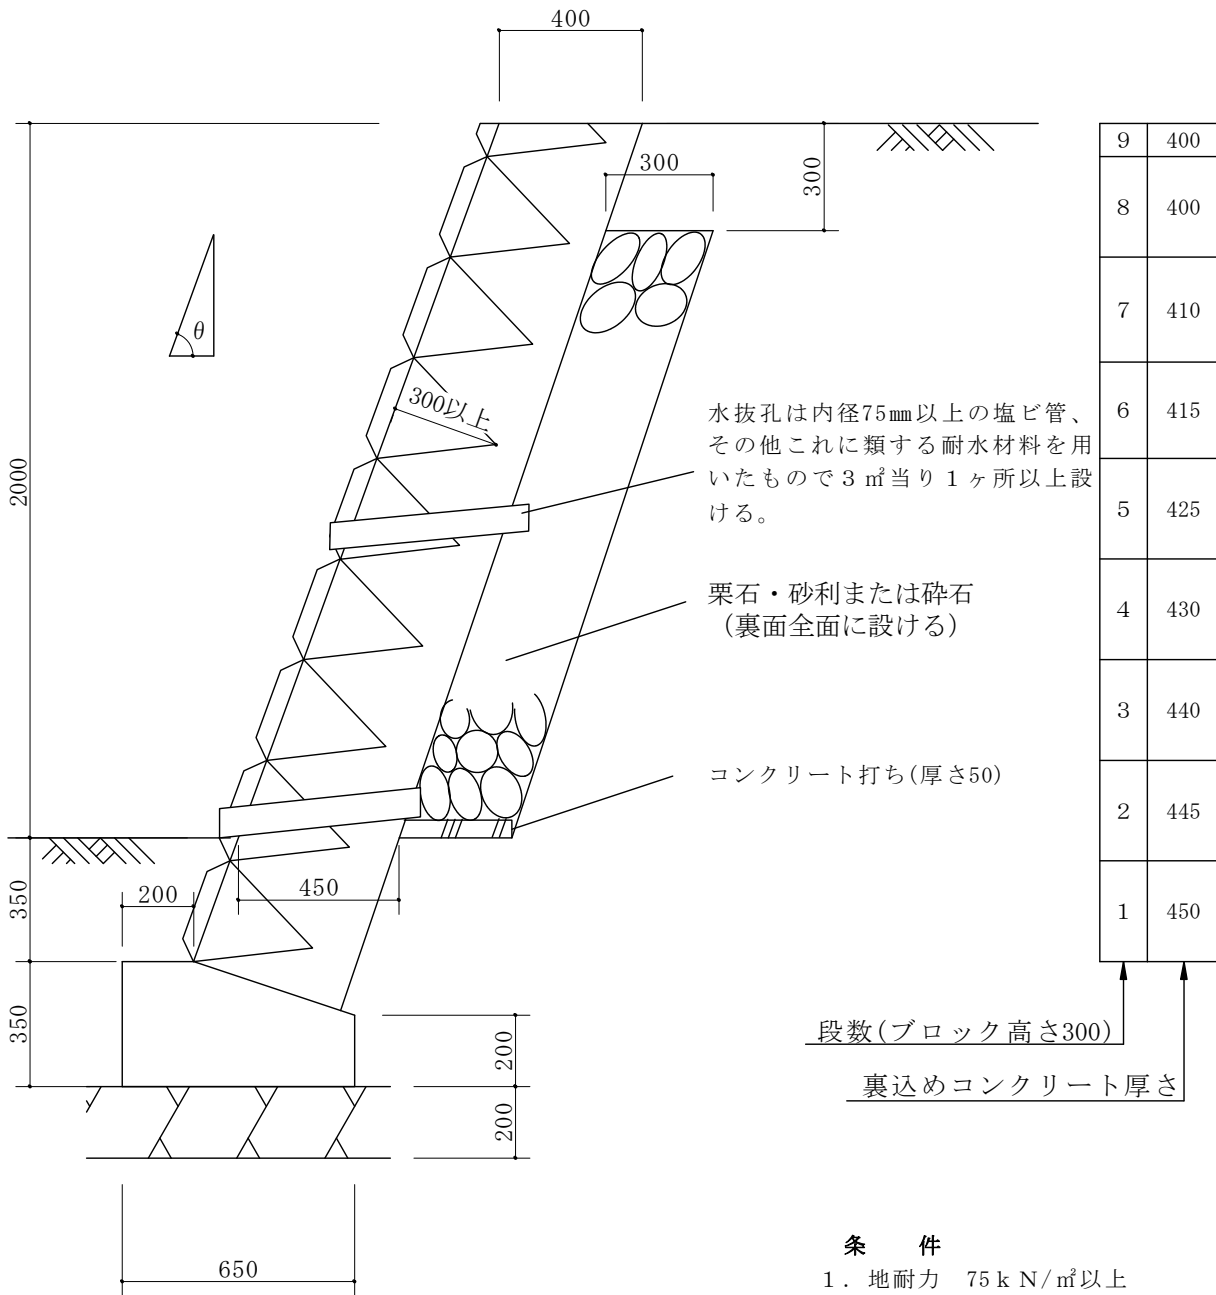 400
300
300
2000
θ
300以上
水抜孔は内径75㎜以上の塩ビ管、
その他これに類する耐水材料を用
いたもので3㎡当り1ヶ所以上設
ける。
栗石・砂利または砕石
(裏面全面に設ける)
コンクリート打ち(厚さ50)
350
200
450
350
200
200
650
9 400
8 400
7 410
6 415
5 425
4 430
3 440
2 445
1 450
段数(ブロック高さ300)
裏込めコンクリート厚さ
条 件
1. 地耐力 75kN/㎡以上